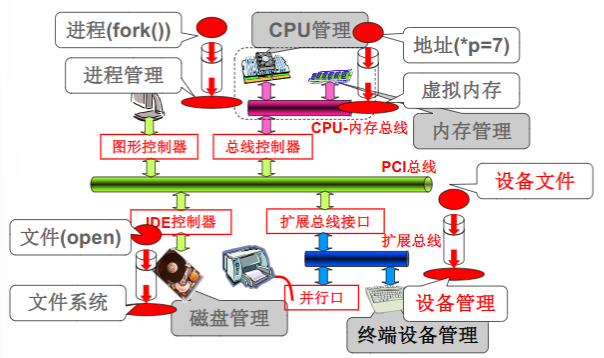 进程(fork())
CPU管理
地址(*p=7)
进程管理
虚拟内存
CPU-内存总线
内存管理
图形控制器
总线控制器
PCI总线
设备文件
IDE控制器
扩展总线接口
文件(open)
扩展总线
文件系统
磁盘管理
并行口
设备管理
终端设备管理